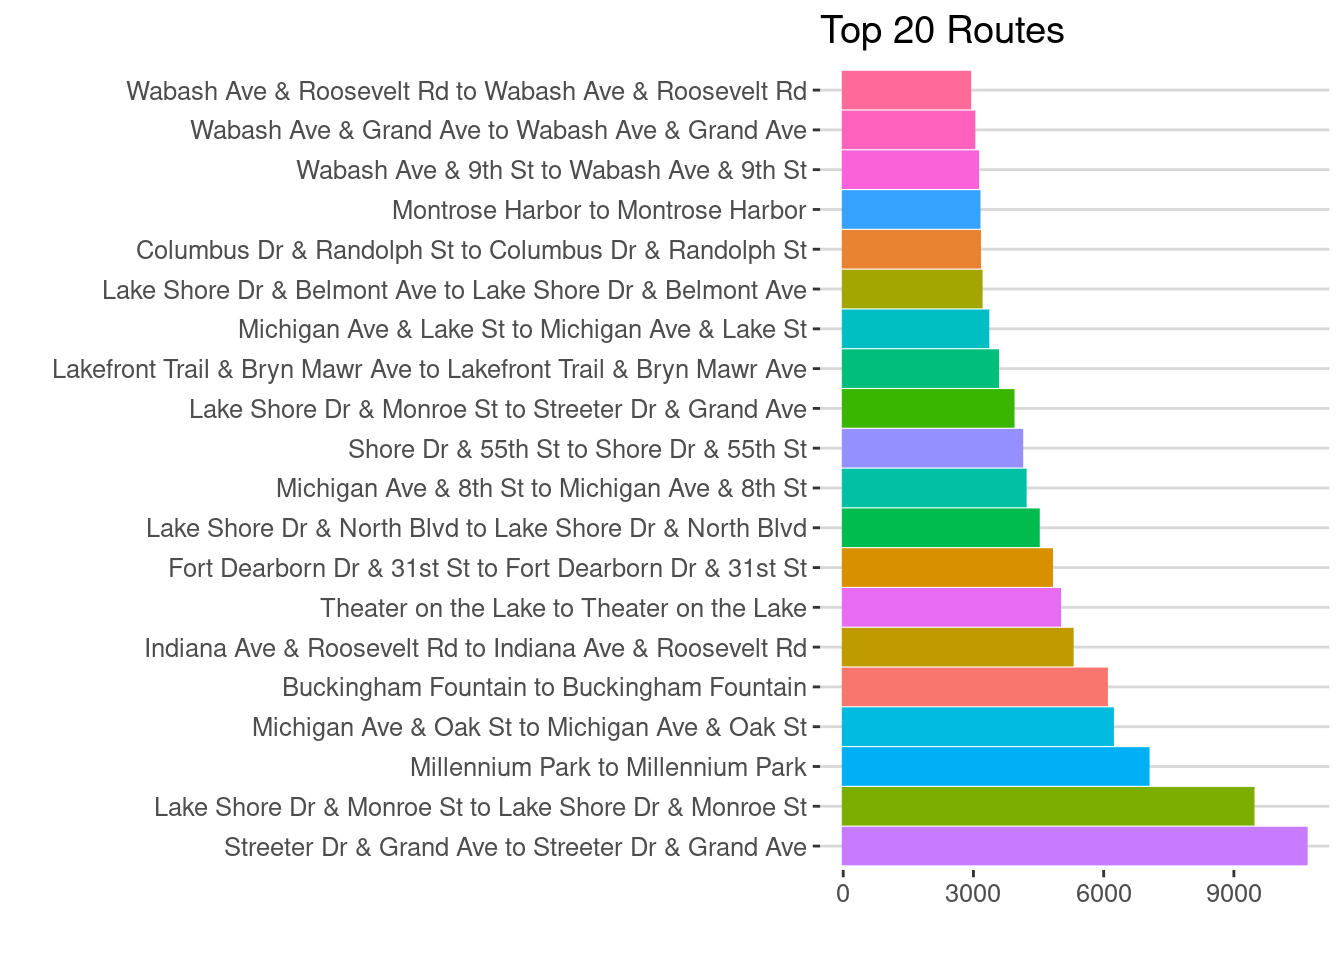 Top 20 Routes
Wabash Ave & Roosevelt Rd to Wabash Ave & Roosevelt Rd
Wabash Ave & Grand Ave to Wabash Ave & Grand Ave
Wabash Ave & 9th St to Wabash Ave & 9th St
Montrose Harbor to Montrose Harbor
Columbus Dr & Randolph St to Columbus Dr & Randolph St
Lake Shore Dr & Belmont Ave to Lake Shore Dr & Belmont Ave
Michigan Ave & Lake St to Michigan Ave & Lake St
Lakefront Trail & Bryn Mawr Ave to Lakefront Trail & Bryn Mawr Ave
Lake Shore Dr & Monroe St to Streeter Dr & Grand Ave
Shore Dr & 55th St to Shore Dr & 55th St
Michigan Ave & 8th St to Michigan Ave & 8th St
Lake Shore Dr & North Blvd to Lake Shore Dr & North Blvd
Fort Dearborn Dr & 31st St to Fort Dearborn Dr & 31st St
Theater on the Lake to Theater on the Lake
Indiana Ave & Roosevelt Rd to Indiana Ave & Roosevelt Rd
Buckingham Fountain to Buckingham Fountain
Michigan Ave & Oak St to Michigan Ave & Oak St
Millennium Park to Millennium Park
Lake Shore Dr & Monroe St to Lake Shore Dr & Monroe St
Streeter Dr & Grand Ave to Streeter Dr & Grand Ave
0 3000 6000 9000